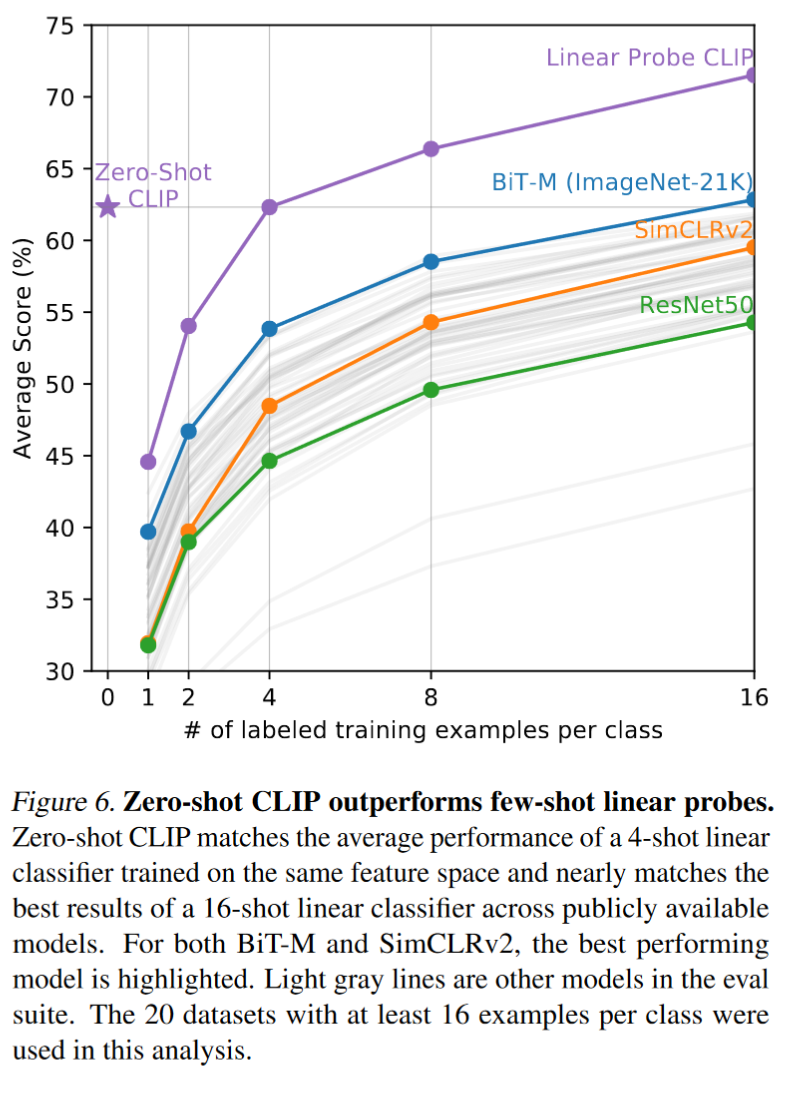 75
70
65
60
55
50
45
40
35
30
Average Score (%)
Linear Probe CLIP
Zero-Shot
CLIP
BiT-M (ImageNet-21K)
SimCLRv2
ResNet50
0 1 2 4 8 16
# of labeled training examples per class
Figure 6. Zero-shot CLIP outperforms few-shot linear probes.
Zero-shot CLIP matches the average performance of a 4-shot linear
classifier trained on the same feature space and nearly matches the
best results of a 16-shot linear classifier across publicly available
models. For both BiT-M and SimCLRv2, the best performing
model is highlighted. Light gray lines are other models in the eval
suite. The 20 datasets with at least 16 examples per class were
used in this analysis.